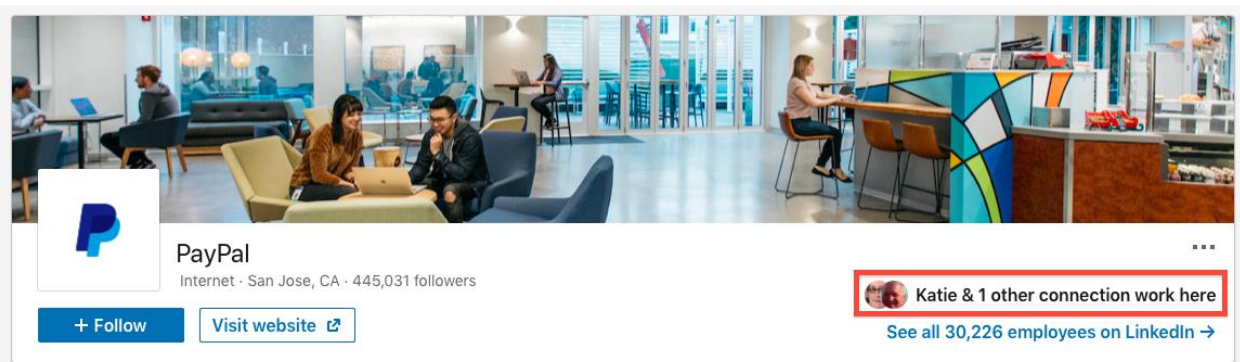 PayPal
Internet · San Jose, CA · 445,031 followers
Katie & 1 other connection work here
+ Follow
Visit website
See all 30,226 employees on LinkedIn →